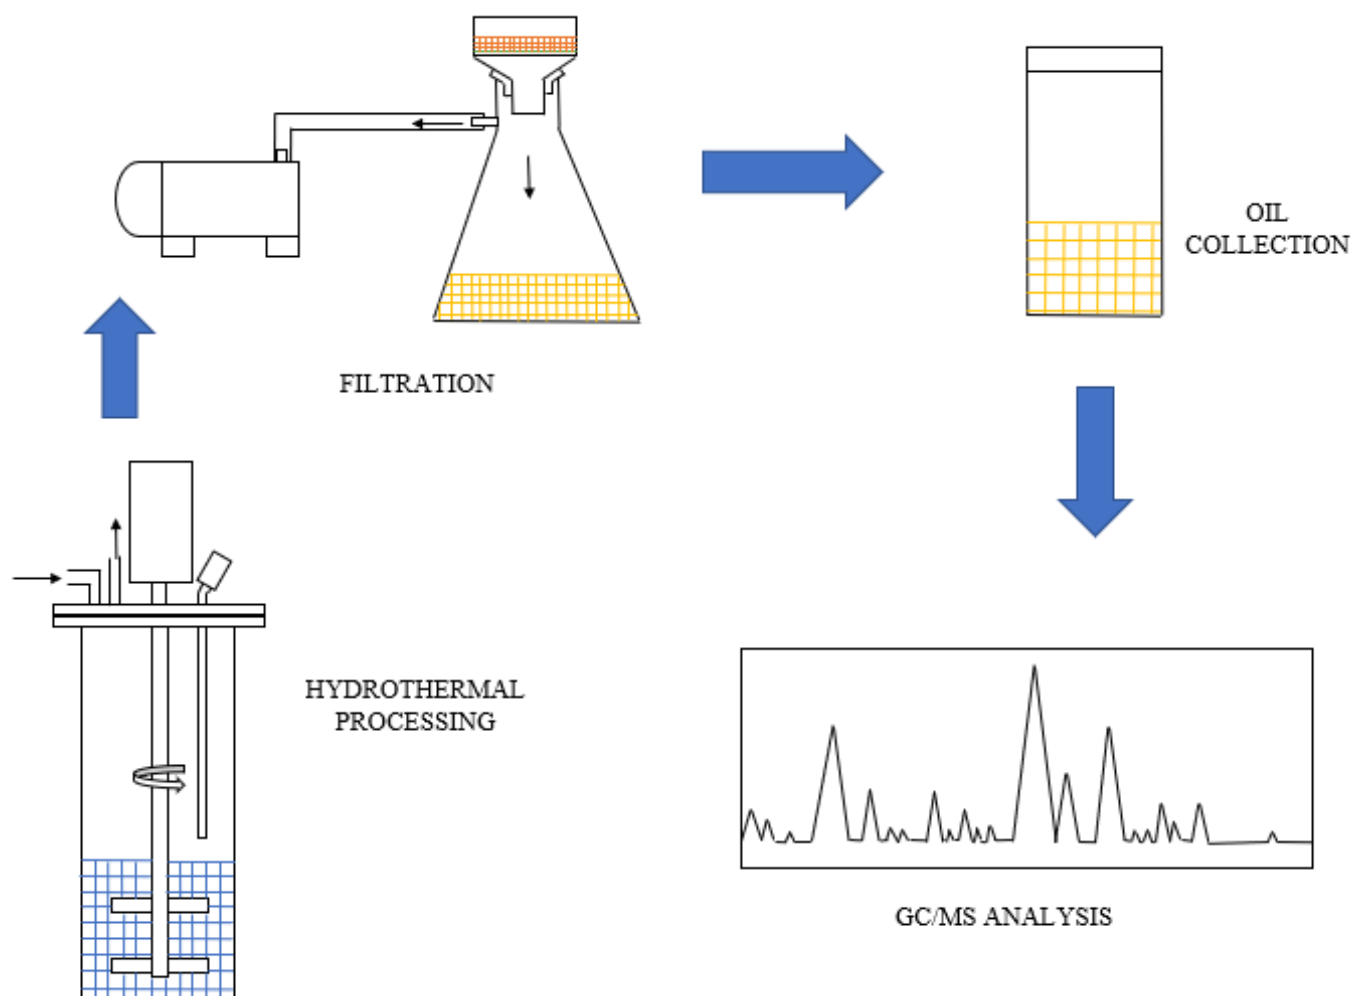 OIL
COLLECTION
FILTRATION
HYDROTHERMAL
PROCESSING
GC/MS ANALYSIS